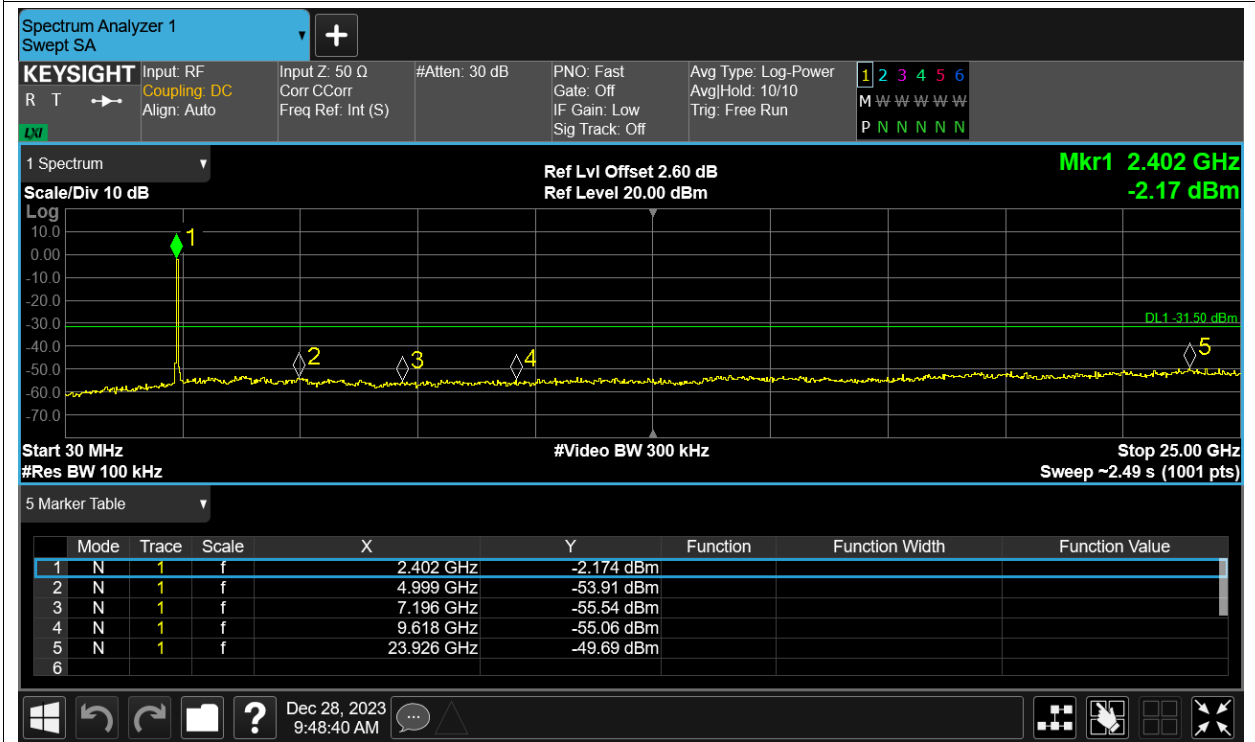 Spectrum Analyzer 1
Swept SA
KEYSIGHT
R T
LXI
Input: RF
Coupling: DC
Align: Auto
Input Z: 50 Ω
Corr CCorr
Freq Ref: Int (S)
#Atten: 30 dB
PNO: Fast
Gate: Off
IF Gain: Low
Sig Track: Off
Avg Type: Log-Power
Avg|Hold: 10/10
Trig: Free Run
1 2 3 4 5 6
M W W W W W
P N N N N N
1 Spectrum
Scale/Div 10 dB
Ref Lvl Offset 2.60 dB
Ref Level 20.00 dBm
Mkr1 2.402 GHz
-2.17 dBm
Log
10.0
0.00
-10.0
-20.0
-30.0
-40.0
-50.0
-60.0
-70.0
1
2
3
4
5
DL1 -31.50 dBm
Start 30 MHz
#Res BW 100 kHz
#Video BW 300 kHz
Stop 25.00 GHz
Sweep ~2.49 s (1001 pts)
5 Marker Table
Mode Trace Scale X Y Function Function Width Function Value
1 N 1 f 2.402 GHz -2.174 dBm
2 N 1 f 4.999 GHz -53.91 dBm
3 N 1 f 7.196 GHz -55.54 dBm
4 N 1 f 9.618 GHz -55.06 dBm
5 N 1 f 23.926 GHz -49.69 dBm
6
?
Dec 28, 2023
9:48:40 AM